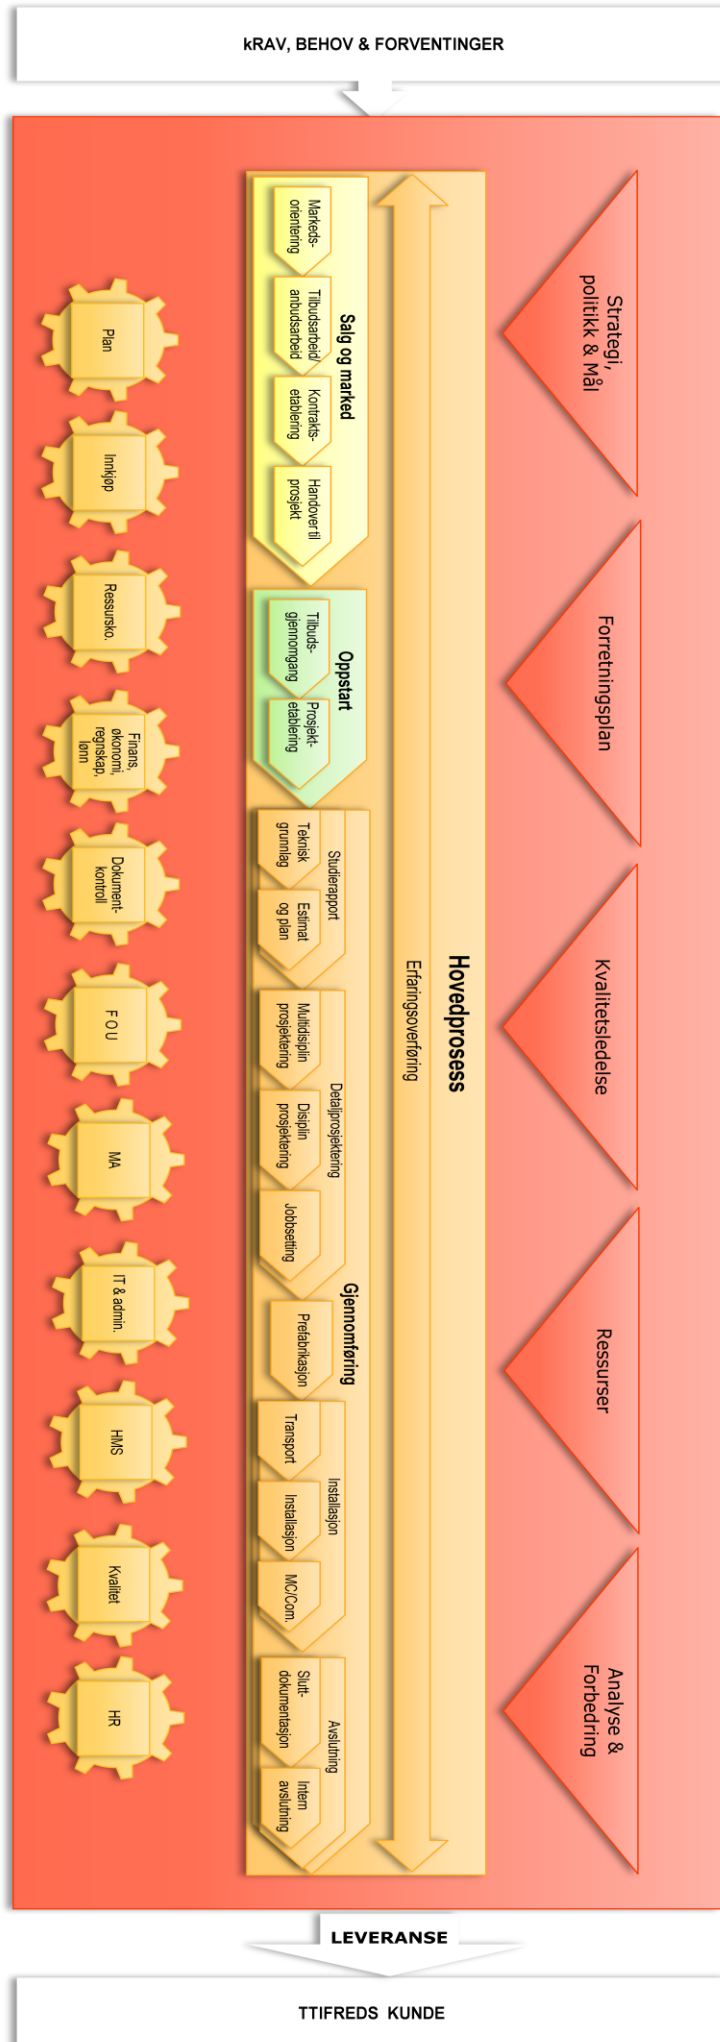 kRAV, BEHOV & FORVENTINGER
Strategi,
politikk & Mål
Forretningsplan
Kvalitetsledelse
Ressurser
Analyse &
Forbedring
Hovedprosess
Erfaringsoverføring
Salg og marked
Markeds-
orientering
Tilbudsarbeid/
anbudsarbeid
Kontrakts-
etablering
Handover til
prosjekt
Oppstart
Tilbuds-
gjennomgang
Prosjekt-
etablering
Gjennomføring
Studierapport
Teknisk
grunnlag
Estimat
og plan
Detaljprosjektering
Multidisiplin
prosjektering
Disiplin
prosjektering
Jobbsetting
Prefabrikasjon
Installasjon
Transport
Installasjon
MC/Com.
Avslutning
Slutt-
dokumentasjon
Intern
avslutning
Plan
Innkjøp
Ressursko.
Finans,
økonomi,
regnskap,
lønn
Dokument-
kontroll
F O U
MA
IT & admin.
HMS
Kvalitet
HR
LEVERANSE
TTIFREDS KUNDE